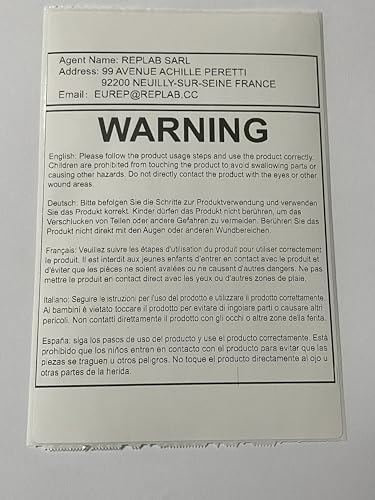 Agent Name: REPLAB SARL
Address: 99 AVENUE ACHILLE PERETTI
92200 NEUILLY-SUR-SEINE FRANCE
Email: EUREP@REPLAB.CC
WARNING
English: Please follow the product usage steps and use the product correctly.
Children are prohibited from touching the product to avoid swallowing parts or
causing other hazards. Do not directly contact the product with the eyes or other
wound areas.
Deutsch: Bitte befolgen Sie die Schritte zur Produktverwendung und verwenden
Sie das Produkt korrekt. Kinder dürfen das Produkt nicht berühren, um das
Verschlucken von Teilen oder andere Gefahren zu vermeiden. Berühren Sie das
Produkt nicht direkt mit den Augen oder anderen Wundbereichen.
Français: Veuillez suivre les étapes d'utilisation du produit pour utiliser correctement
le produit. Il est interdit aux jeunes enfants d'entrer en contact avec le produit et
d'éviter que les pièces ne soient avalées ou ne causent d'autres dangers. Ne pas
mettre le produit en contact direct avec les yeux ou d'autres zones de plaie.
Italiano: Seguire le istruzioni per l'uso del prodotto e utilizzare il prodotto correttamente.
Ai bambini è vietato toccare il prodotto per evitare di ingoiare parti o causare altri
pericoli. Non contatti direttamente il prodotto con gli occhi o altre zone della ferita.
España: siga los pasos de uso del producto y use el producto correctamente. Está
prohibido que los niños entren en contacto con el producto para evitar que las
piezas se traguen u otros peligros. No toque el producto directamente al ojo u
otras partes de la herida.